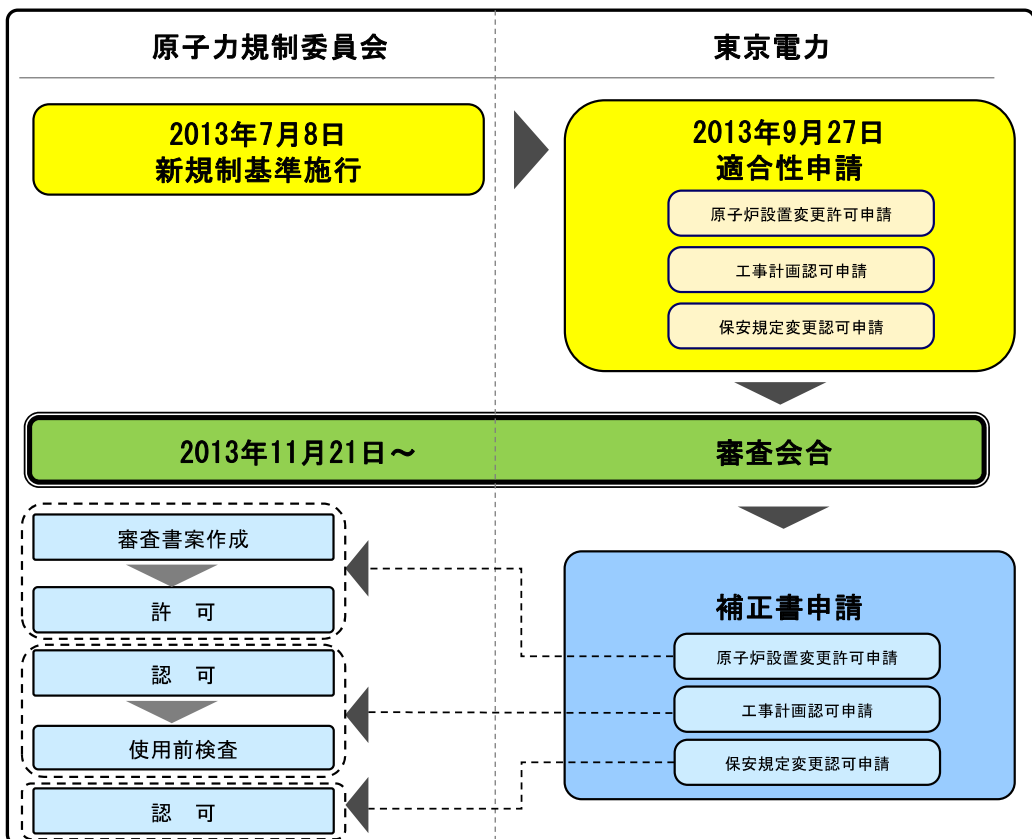 原子力規制委員会
東京電力
2013年7月8日
新規制基準施行
2013年9月27日
適合性申請
原子炉設置変更許可申請
工事計画認可申請
保安規定変更認可申請
2013年11月21日～
審査会合
審査書案作成
許　可
認　可
使用前検査
認　可
補正書申請
原子炉設置変更許可申請
工事計画認可申請
保安規定変更認可申請